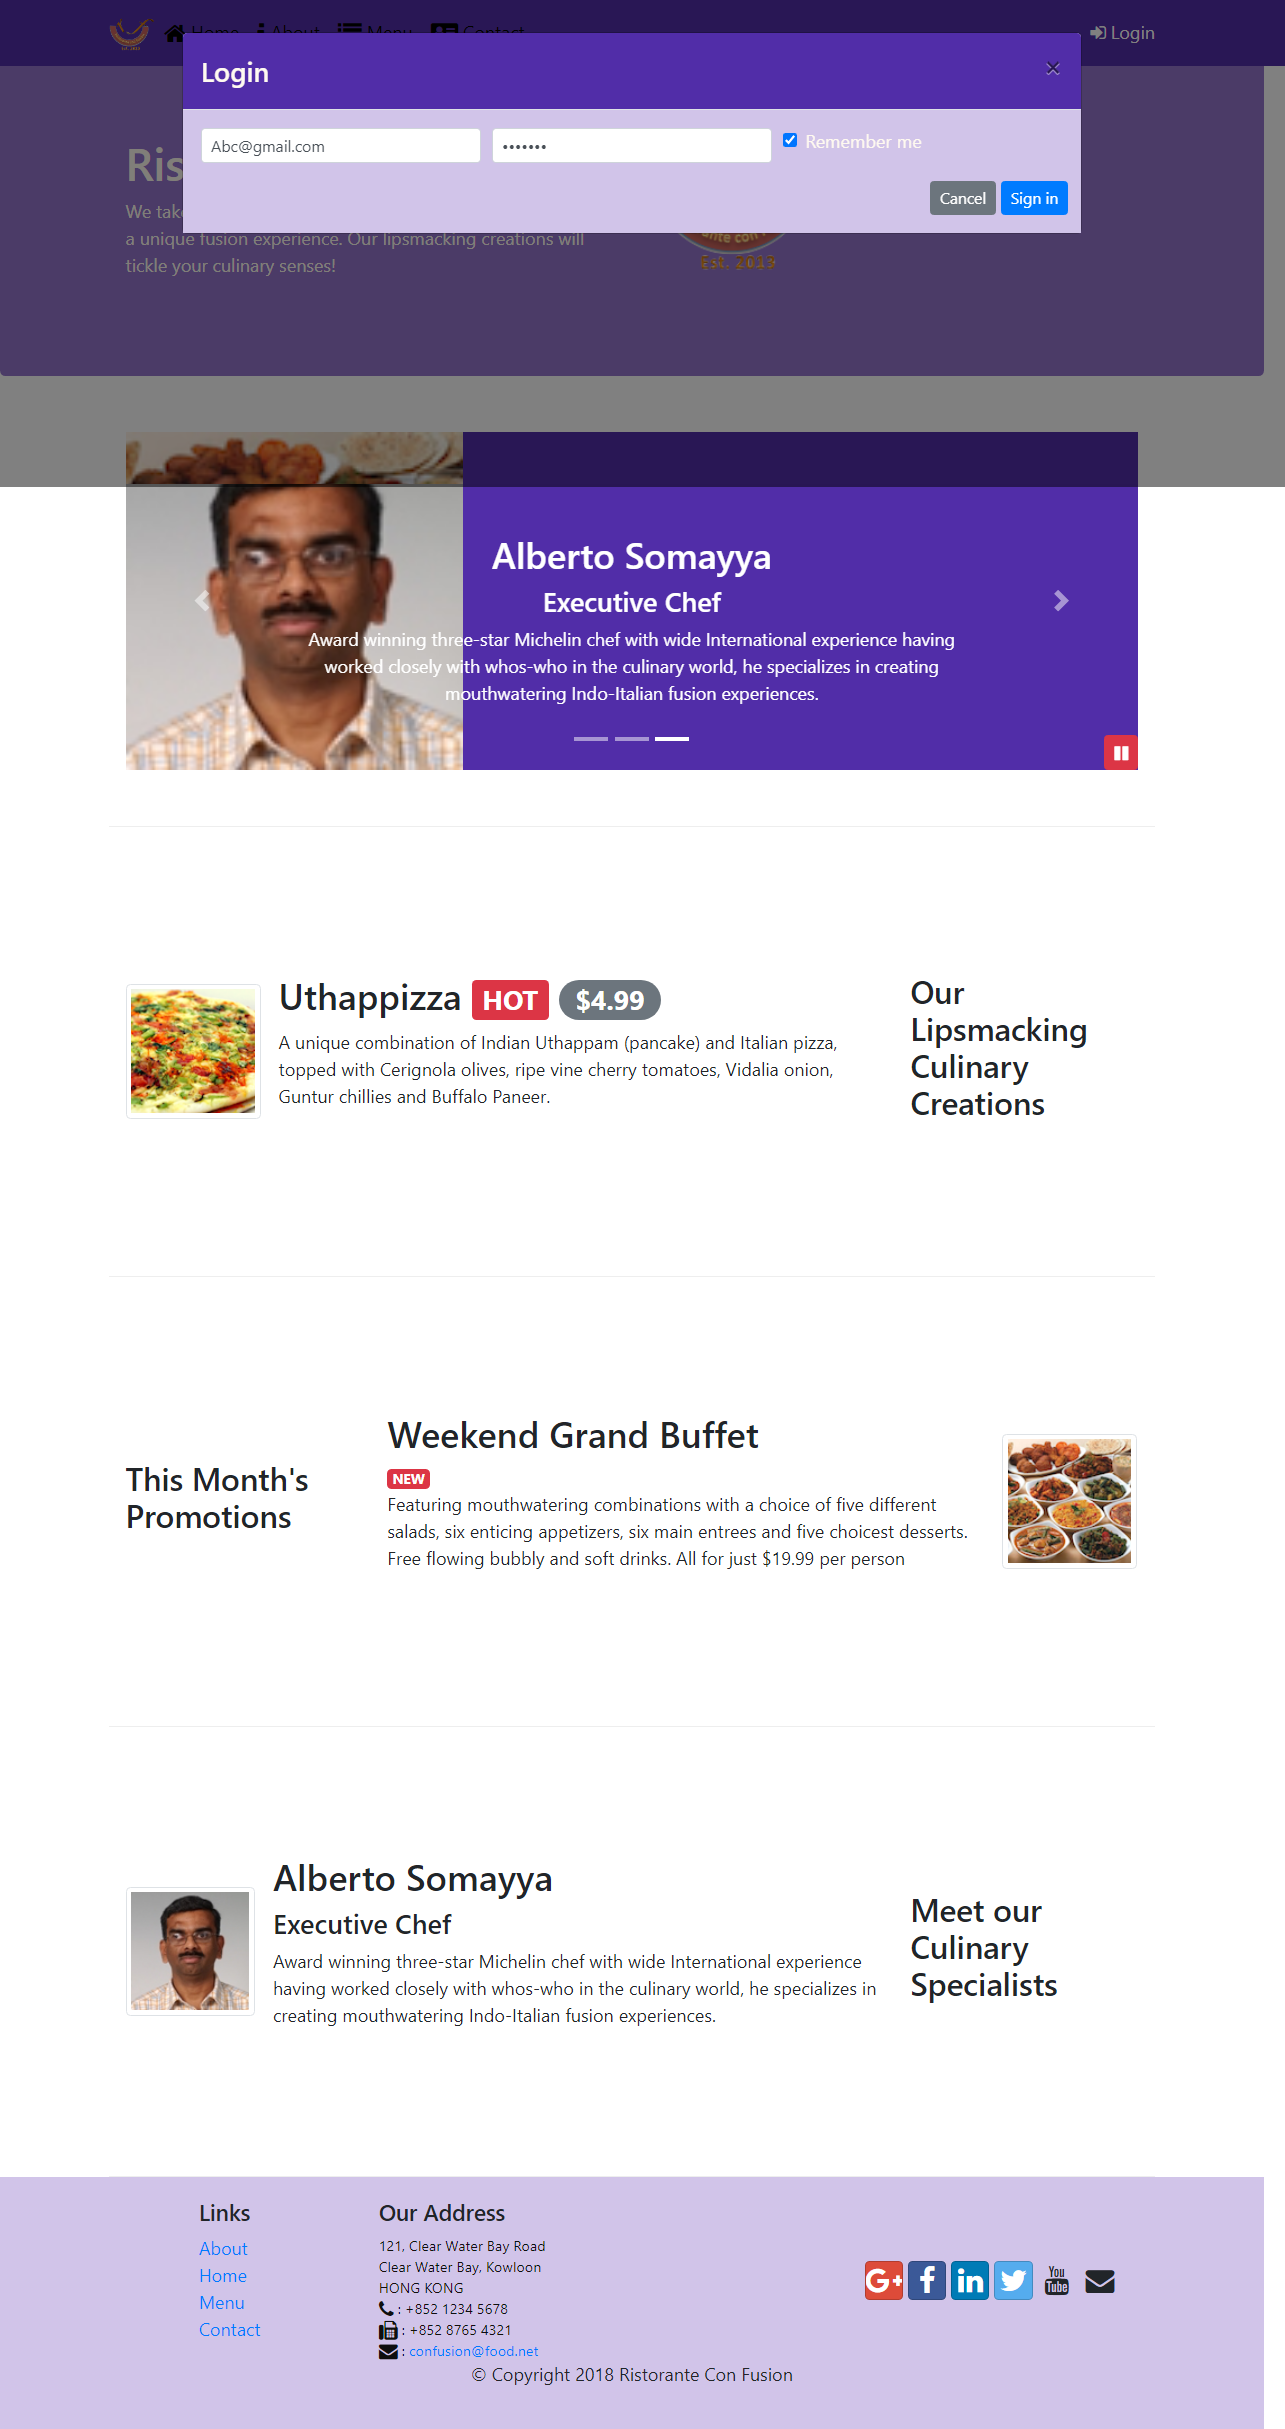 Home About Menu Contact
Login
Login
×
Abc@gmail.com
Remember me
Cancel Sign in
Ris
We take
a unique fusion experience. Our lipsmacking creations will
tickle your culinary senses!
Est. 2013
Alberto Somayya
Executive Chef
Award winning three-star Michelin chef with wide International experience having
worked closely with whos-who in the culinary world, he specializes in creating
mouthwatering Indo-Italian fusion experiences.
Uthappizza HOT $4.99
A unique combination of Indian Uthappam (pancake) and Italian pizza,
topped with Cerignola olives, ripe vine cherry tomatoes, Vidalia onion,
Guntur chillies and Buffalo Paneer.
Our
Lipsmacking
Culinary
Creations
This Month's
Promotions
Weekend Grand Buffet
NEW
Featuring mouthwatering combinations with a choice of five different
salads, six enticing appetizers, six main entrees and five choicest desserts.
Free flowing bubbly and soft drinks. All for just $19.99 per person
Alberto Somayya
Executive Chef
Award winning three-star Michelin chef with wide International experience
having worked closely with whos-who in the culinary world, he specializes in
creating mouthwatering Indo-Italian fusion experiences.
Meet our
Culinary
Specialists
Links
About
Home
Menu
Contact
Our Address
121, Clear Water Bay Road
Clear Water Bay, Kowloon
HONG KONG
: +852 1234 5678
: +852 8765 4321
: confusion@food.net
G+ f in You Tube
© Copyright 2018 Ristorante Con Fusion